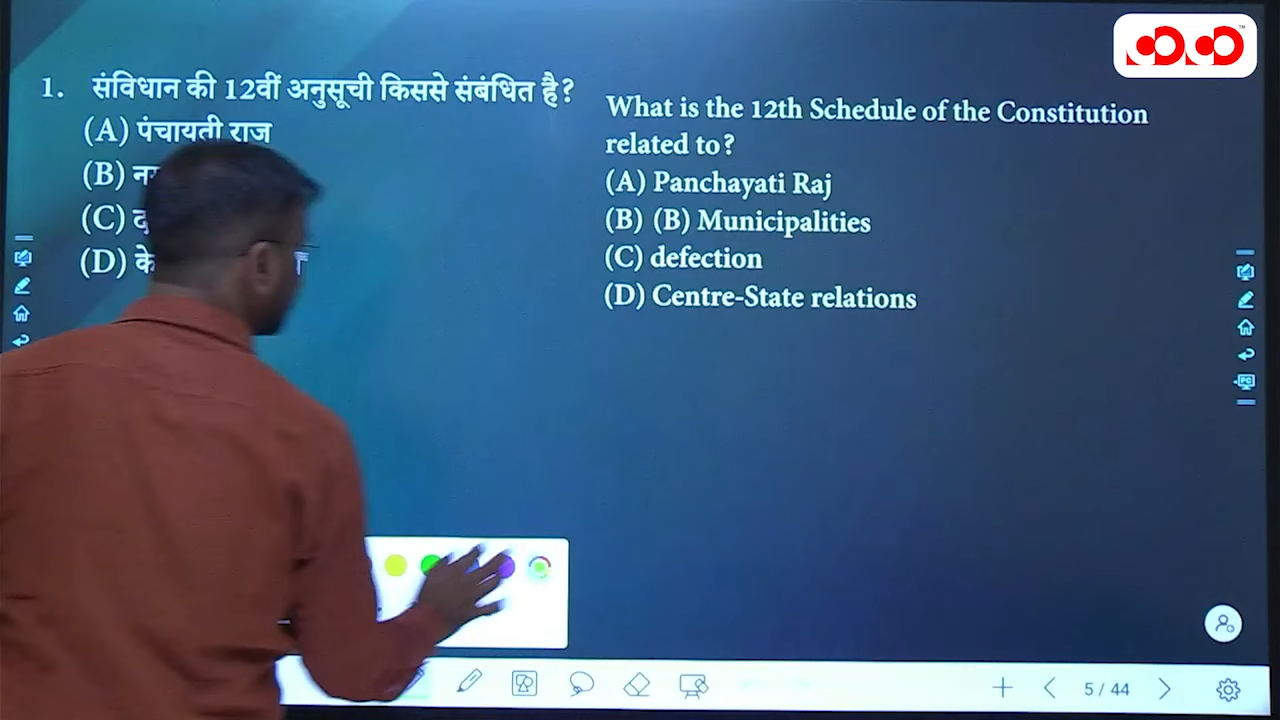 1. संविधान की 12वीं अनुसूची किससे संबंधित है?
(A) पंचायती राज
(B)
(C)
(D)
What is the 12th Schedule of the Constitution
related to?
(A) Panchayati Raj
(B) (B) Municipalities
(C) defection
(D) Centre-State relations
5 / 44